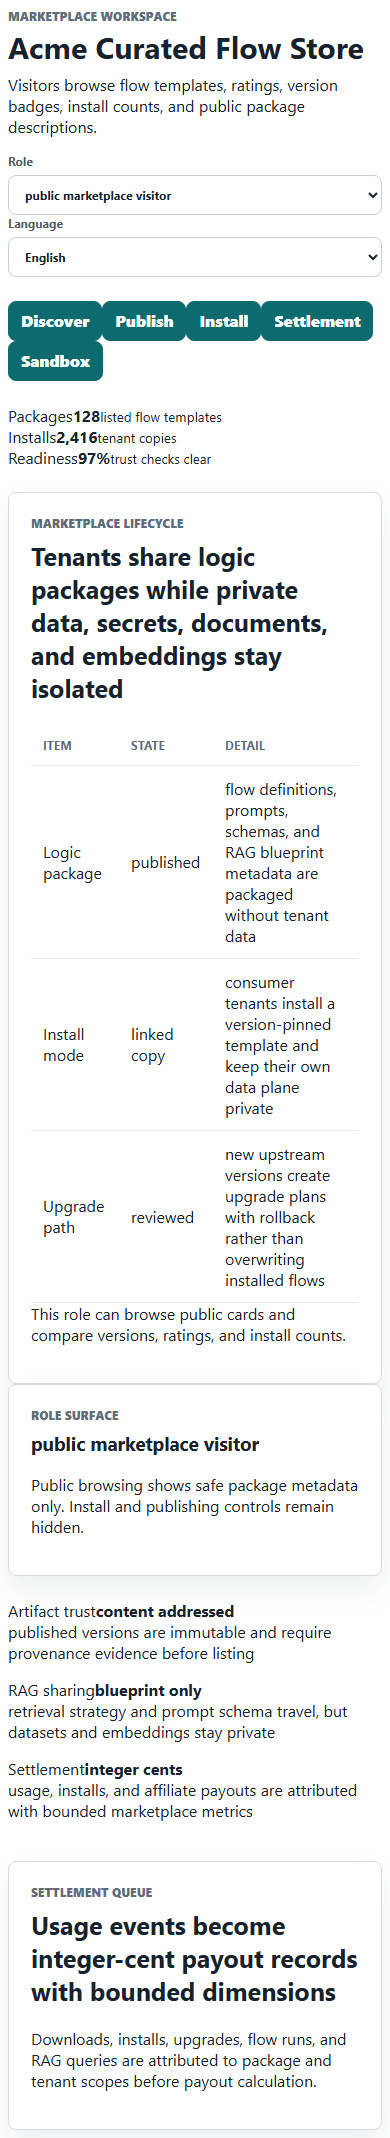 MARKETPLACE WORKSPACE
Acme Curated Flow Store
Visitors browse flow templates, ratings, version
badges, install counts, and public package
descriptions.
Role
public marketplace visitor
Language
English
Discover Publish Install Settlement
Sandbox
Packages128listed flow templates
Installs2,416tenant copies
Readiness97%trust checks clear
MARKETPLACE LIFECYCLE
Tenants share logic
packages while private
data, secrets, documents,
and embeddings stay
isolated
ITEM STATE DETAIL
Logic
package
published
flow definitions,
prompts,
schemas, and
RAG blueprint
metadata are
packaged
without tenant
data
Install
mode
linked
copy
consumer
tenants install a
version-pinned
template and
keep their own
data plane
private
Upgrade
path
reviewed
new upstream
versions create
upgrade plans
with rollback
rather than
overwriting
installed flows
This role can browse public cards and
compare versions, ratings, and install counts.
ROLE SURFACE
public marketplace visitor
Public browsing shows safe package metadata
only. Install and publishing controls remain
hidden.
Artifact trustcontent addressed
published versions are immutable and require
provenance evidence before listing
RAG sharingblueprint only
retrieval strategy and prompt schema travel, but
datasets and embeddings stay private
Settlementinteger cents
usage, installs, and affiliate payouts are attributed
with bounded marketplace metrics
SETTLEMENT QUEUE
Usage events become
integer-cent payout records
with bounded dimensions
Downloads, installs, upgrades, flow runs, and
RAG queries are attributed to package and
tenant scopes before payout calculation.